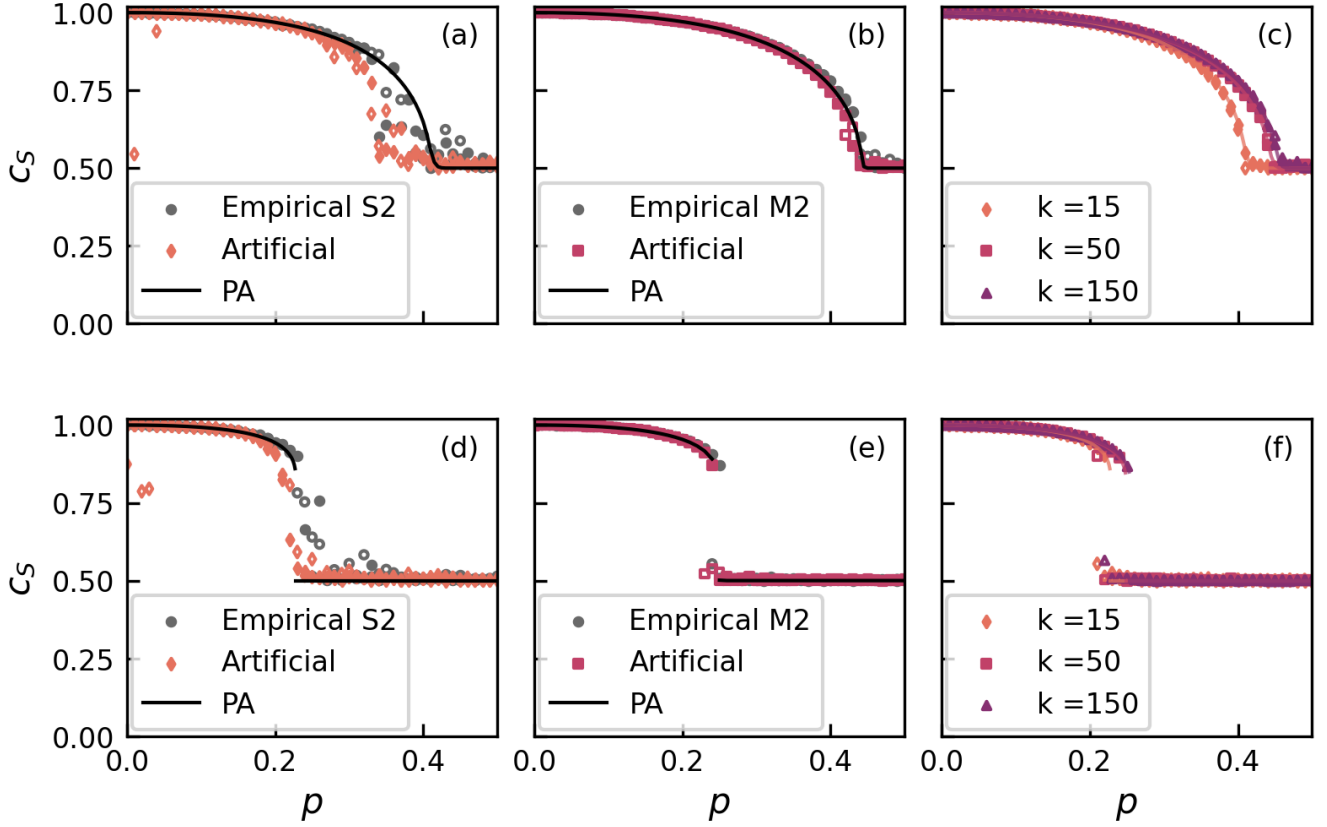 1.00
0.75
0.50
0.25
0.00
c_S
(a)
Empirical S2
Artificial
PA
(b)
Empirical M2
Artificial
PA
(c)
k =15
k =50
k =150
1.00
0.75
0.50
0.25
0.00
c_S
(d)
Empirical S2
Artificial
PA
0.0 0.2 0.4
p
(e)
Empirical M2
Artificial
PA
0.0 0.2 0.4
p
(f)
k =15
k =50
k =150
0.0 0.2 0.4
p